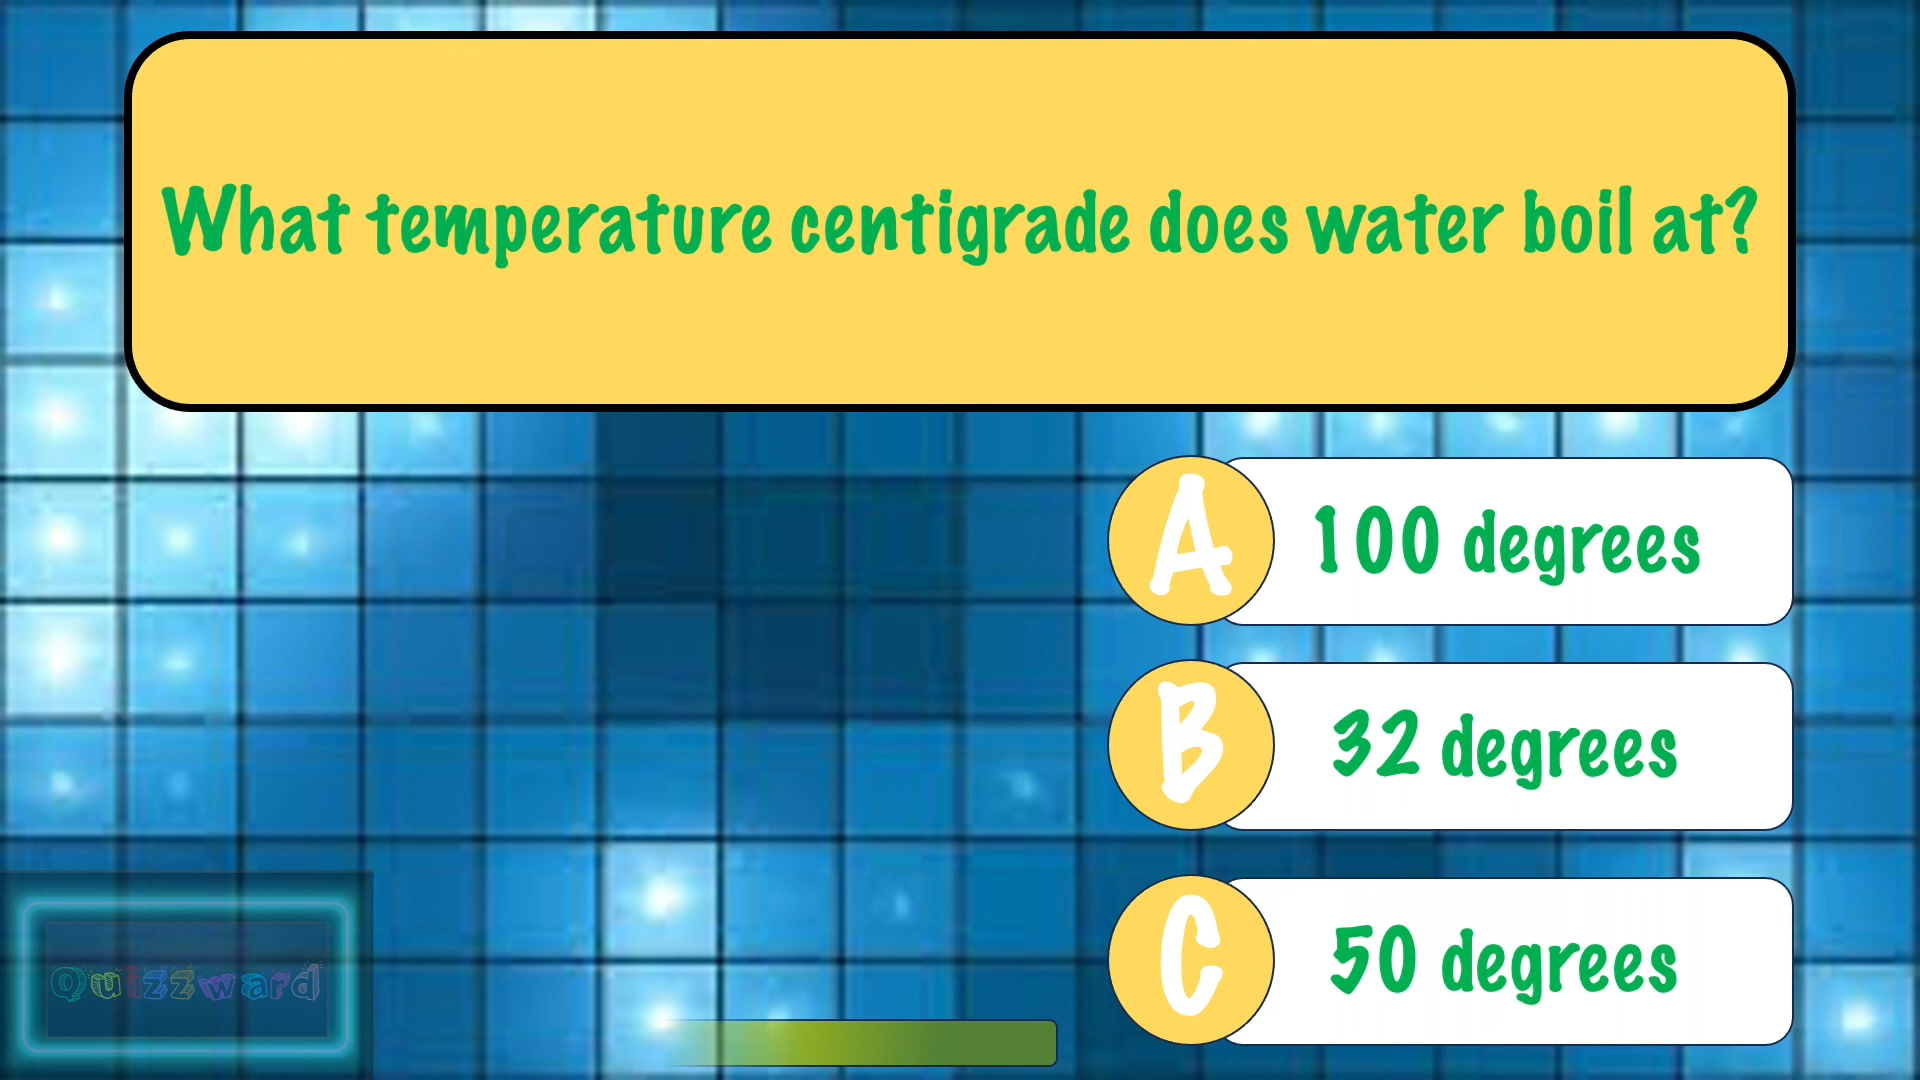 What temperature centigrade does water boil at?
A 100 degrees
B 32 degrees
C 50 degrees
Quizzward